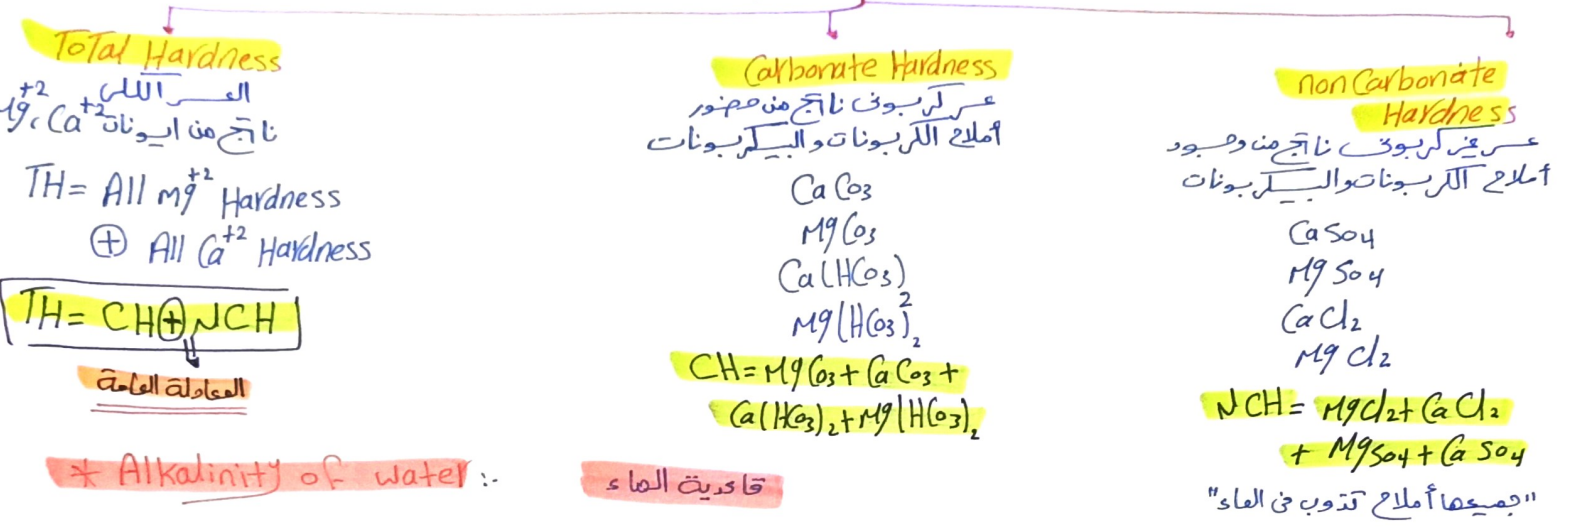 Total Hardness
العسر الكلي
ناتج من ايونات Mg+2, Ca+2
TH= All Mg+2 Hardness
⊕ All Ca+2 Hardness
TH= CH⊕NCH
المعادلة العامة
Carbonate Hardness
عسر كربوني ناتج من حضور
أملاح الكربونات والبيكربونات
CaCo3
MgCo3
Ca(HCo3)2
Mg(HCo3)2
CH=MgCo3+CaCo3+
Ca(HCo3)2+Mg(HCo3)2
non Carbonate
Hardness
عسر غير كربوني ناتج من وجود
أملاح الكربونات والبيكربونات
CaSo4
MgSo4
CaCl2
MgCl2
NCH= MgCl2+CaCl2
+ MgSo4+CaSo4
"جميعها أملاح تذوب في الماء"
* Alkalinity of water:-
قاعدية الماء